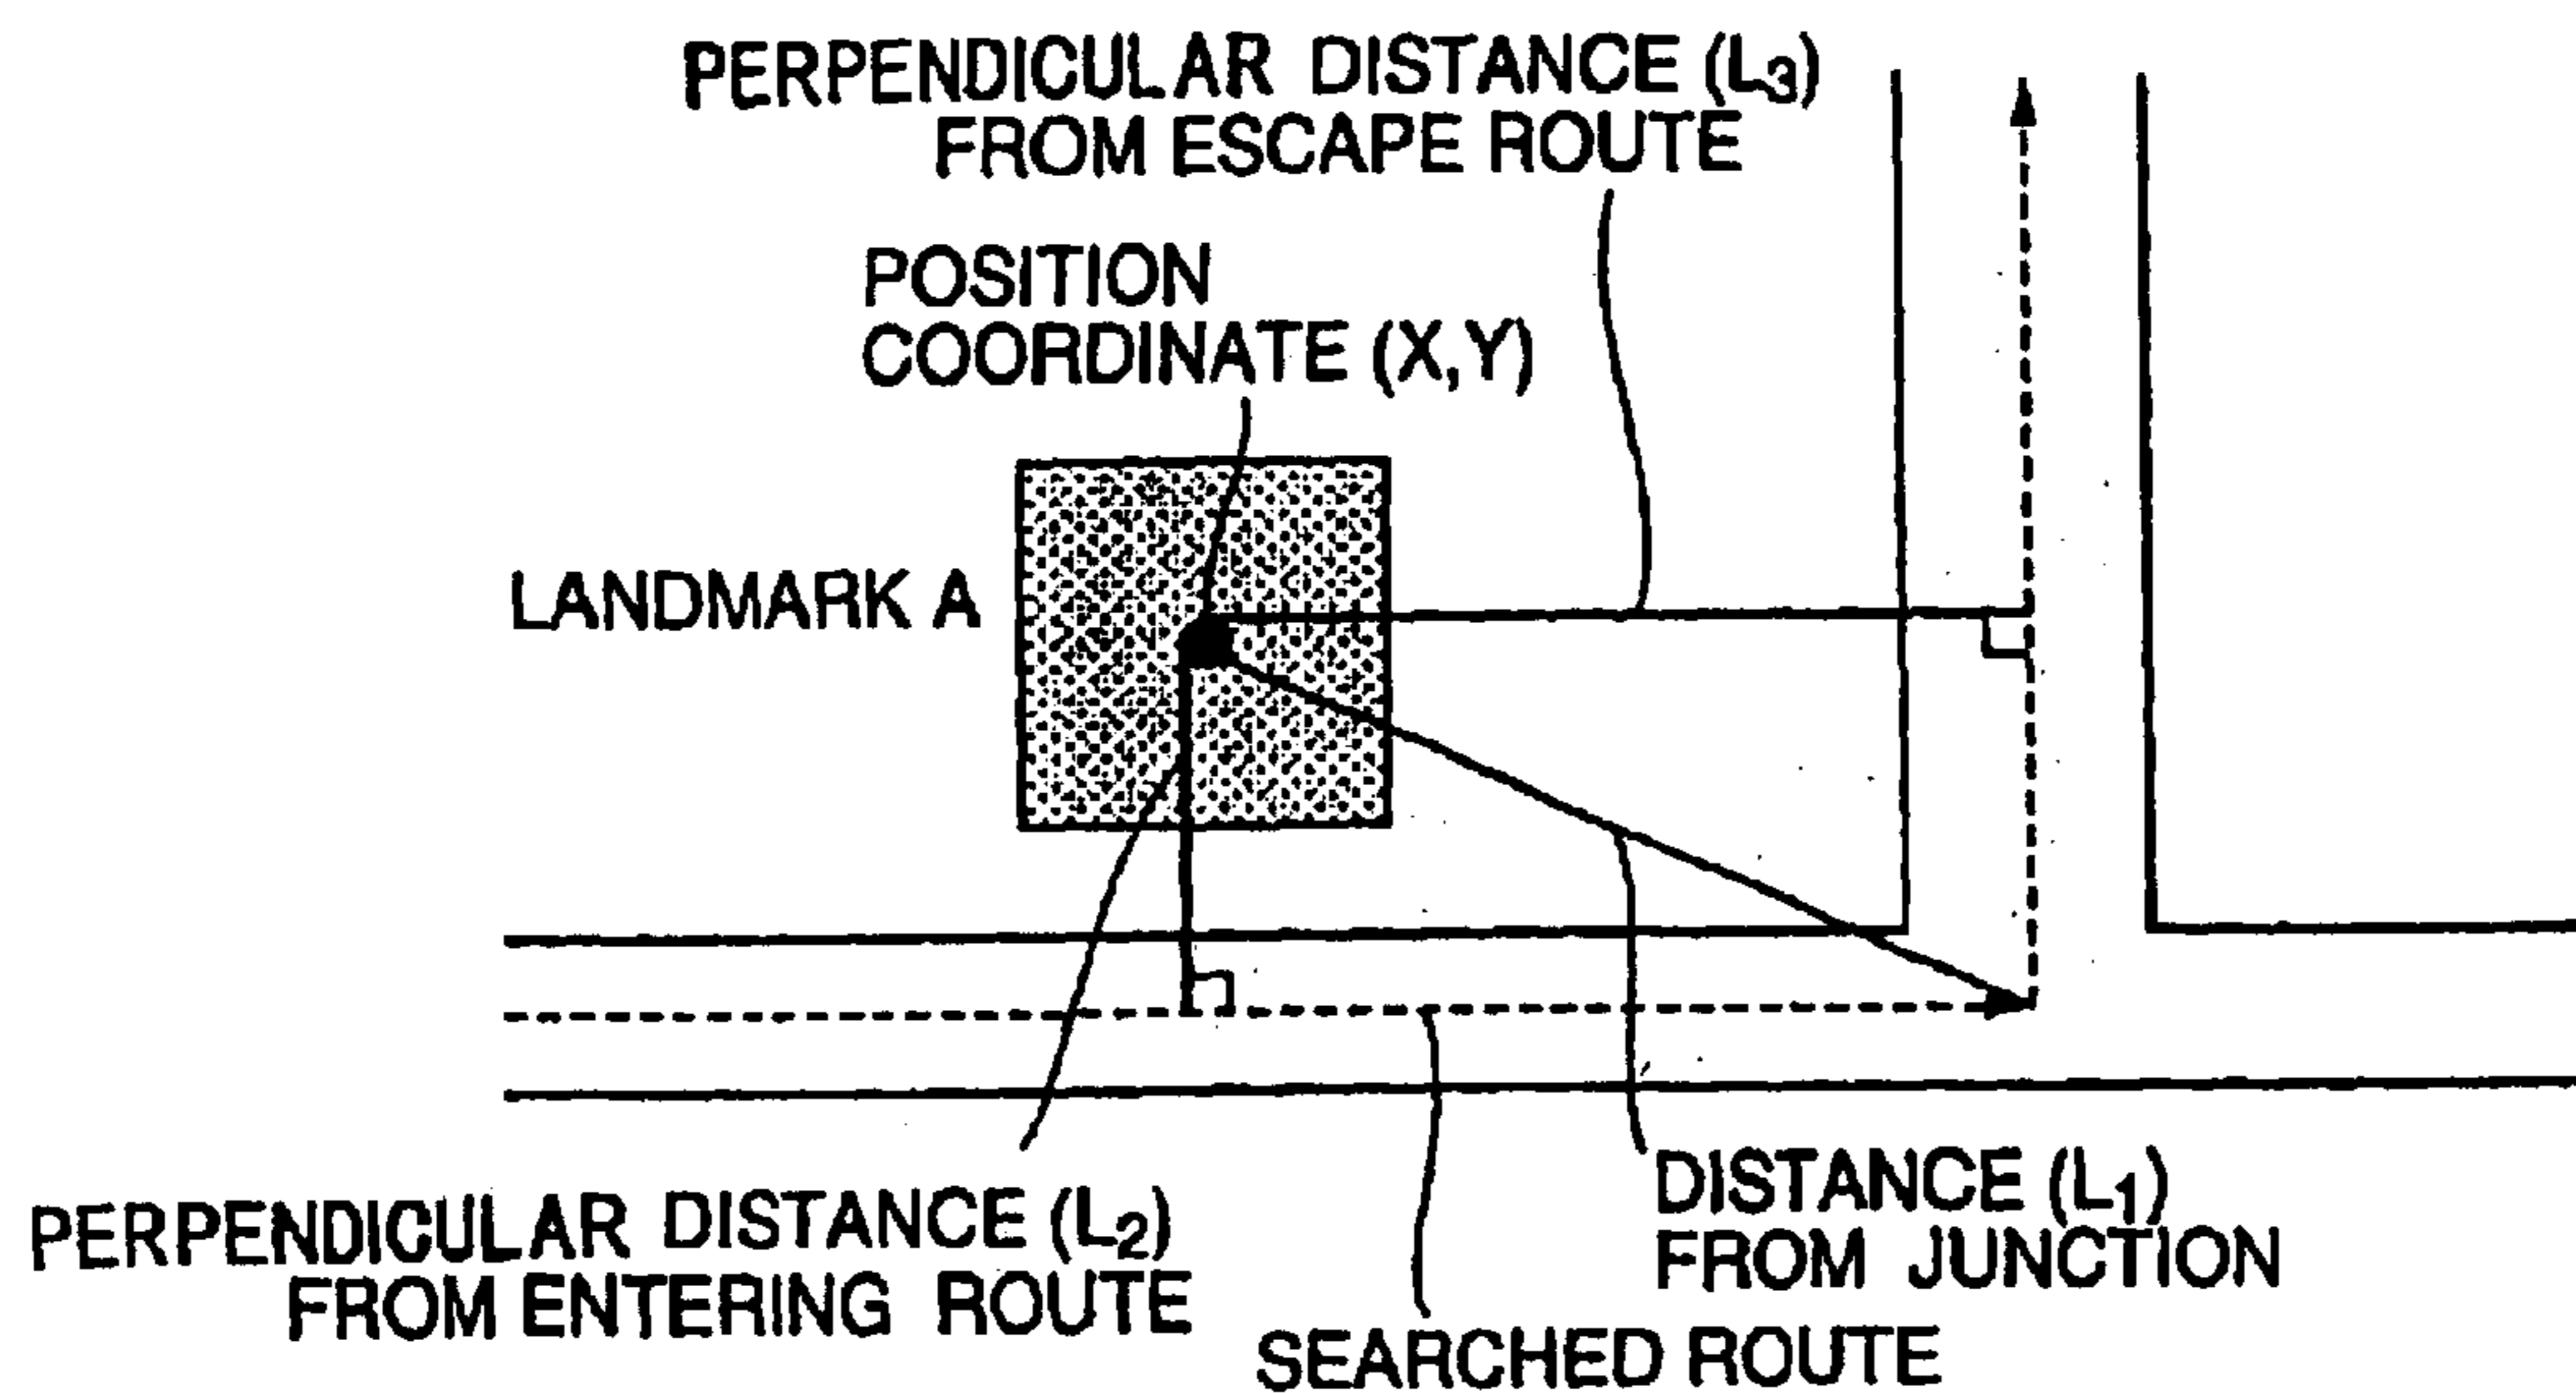 PERPENDICULAR DISTANCE (L3)
FROM ESCAPE ROUTE
POSITION
COORDINATE (X,Y)
LANDMARK A
PERPENDICULAR DISTANCE (L2)
FROM ENTERING ROUTE
DISTANCE (L1)
FROM JUNCTION
SEARCHED ROUTE